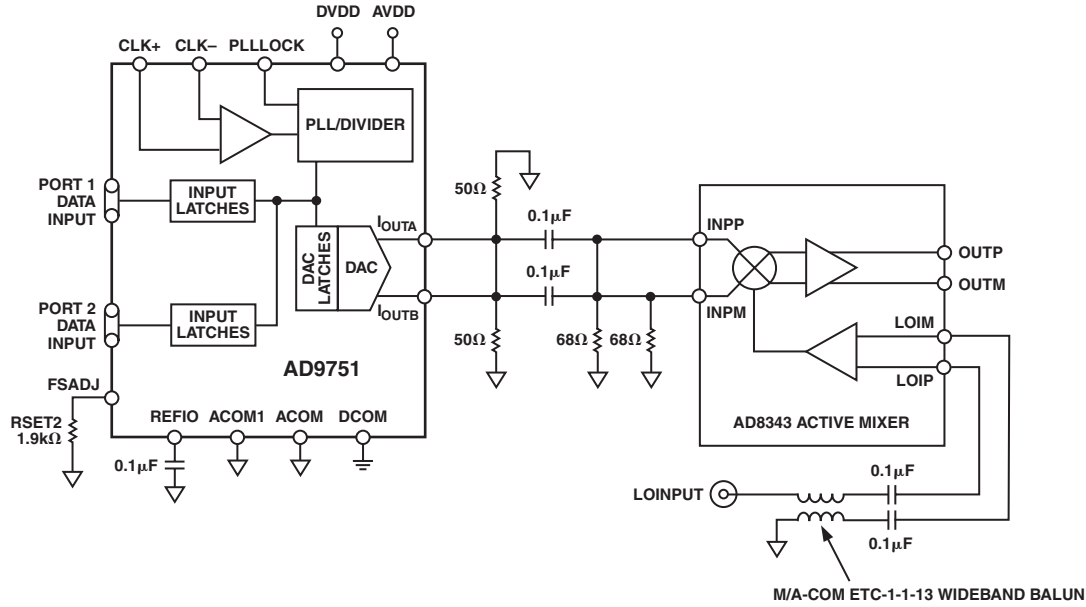 DVDD
AVDD
CLK+
CLK–
PLLLOCK
PLL/DIVIDER
PORT 1
DATA
INPUT
INPUT
LATCHES
DAC
LATCHES
DAC
IOUTA
IOUTB
PORT 2
DATA
INPUT
INPUT
LATCHES
AD9751
FSADJ
RSET2
1.9kΩ
REFIO
ACOM1
ACOM
DCOM
0.1μF
50Ω
0.1μF
0.1μF
50Ω
68Ω
68Ω
INPP
INPM
OUTP
OUTM
LOIM
LOIP
AD8343 ACTIVE MIXER
LOINPUT
0.1μF
0.1μF
M/A-COM ETC-1-1-13 WIDEBAND BALUN